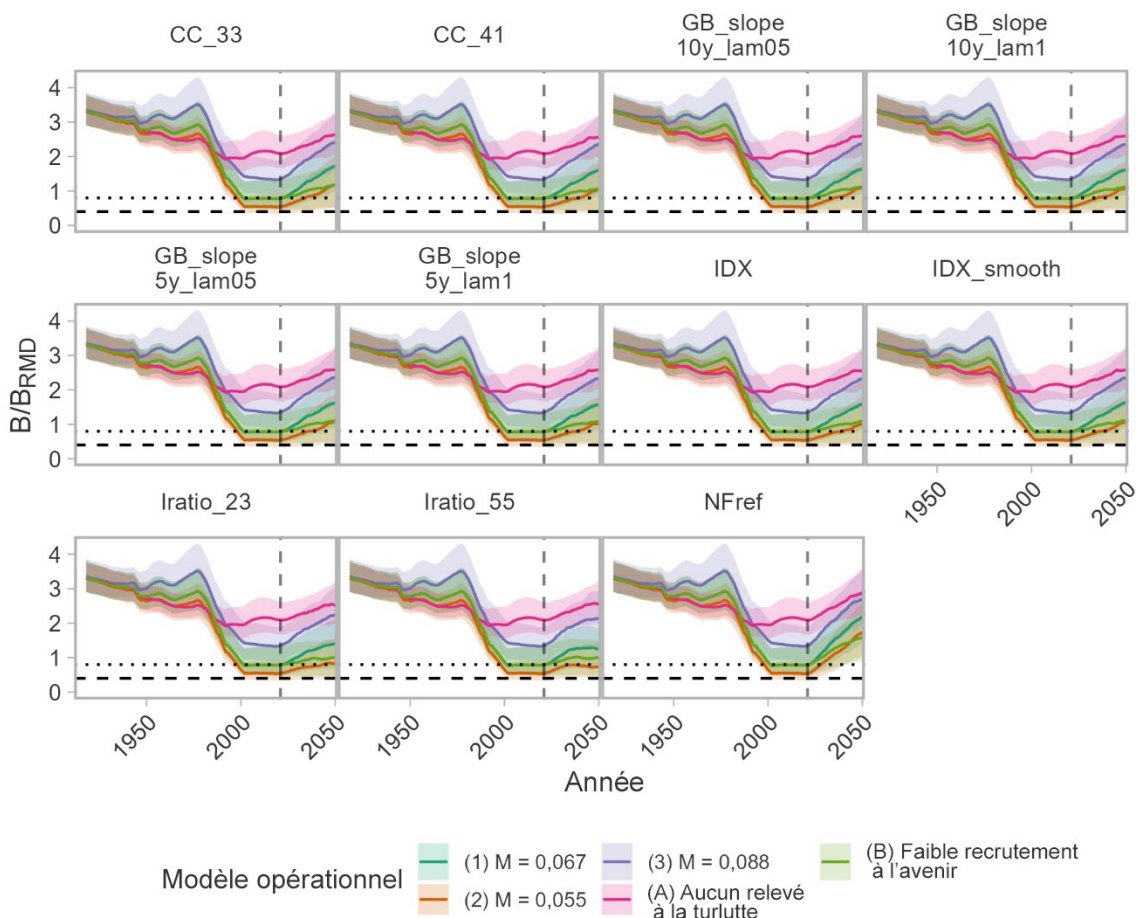 CC_33
CC_41
GB_slope
10y_lam05
GB_slope
10y_lam1
4
3
2
1
0
GB_slope
5y_lam05
GB_slope
5y_lam1
IDX
IDX_smooth
4
3
2
1
0
B/BRMD
1950
2000
2050
Iratio_23
Iratio_55
NFref
4
3
2
1
0
1950
2000
2050
1950
2000
2050
1950
2000
2050
Année
Modèle opérationnel
(1) M = 0,067
(2) M = 0,055
(3) M = 0,088
(A) Aucun relevé
à la turlutte
(B) Faible recrutement
à l'avenir